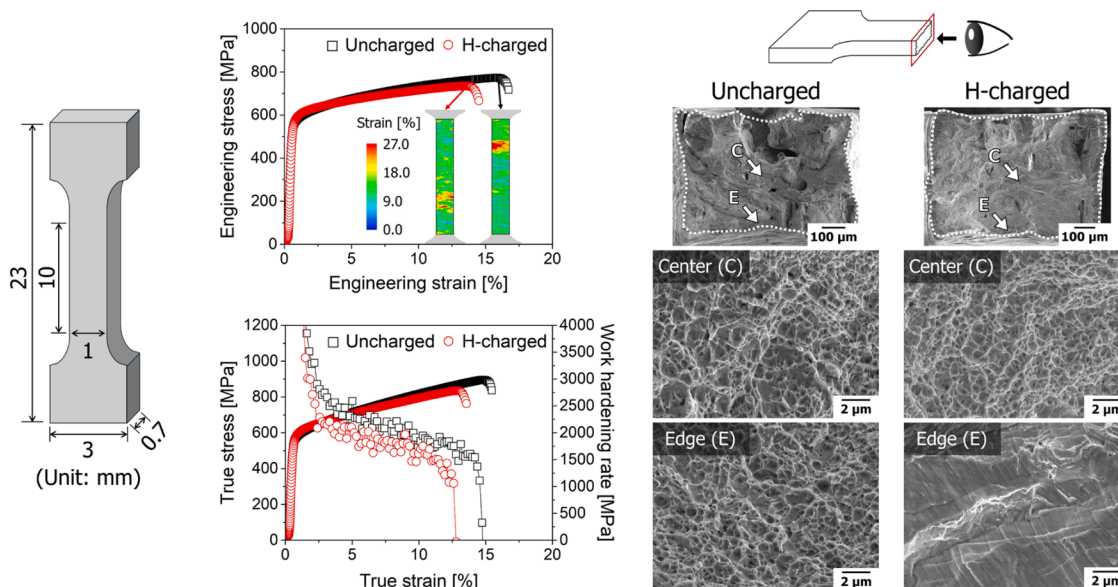 23
10
1
3
0.7
(Unit: mm)
Engineering stress [MPa]
1000
800
600
400
200
0
Uncharged
H-charged
Strain [%]
27.0
18.0
9.0
0.0
0
5
10
15
20
Engineering strain [%]
True stress [MPa]
1200
1000
800
600
400
200
0
Uncharged
H-charged
4000
3500
3000
2500
2000
1500
1000
500
0
Work hardening rate [MPa]
0
5
10
15
20
True strain [%]
Uncharged
H-charged
C
E
100 µm
C
E
100 µm
Center (C)
2 µm
Center (C)
2 µm
Edge (E)
2 µm
Edge (E)
2 µm